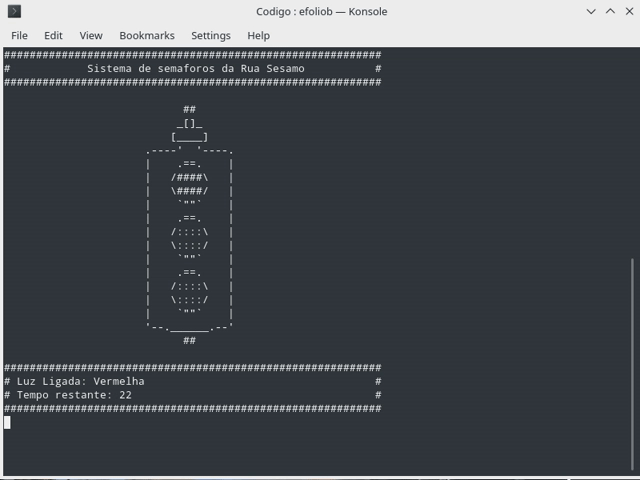 Codigo : efoliob — Konsole
File Edit View Bookmarks Settings Help
###########################################################
#            Sistema de semaforos da Rua Sesamo           #
###########################################################
                            ##
                           _[]_
                          [____]
                      .----'  '----.
                      |    .==.    |
                      |   /####\   |
                      |   \####/   |
                      |    `""`    |
                      |    .==.    |
                      |   /::::\   |
                      |   \::::/   |
                      |    `""`    |
                      |    .==.    |
                      |   /::::\   |
                      |   \::::/   |
                      |    `""`    |
                      '--.______.--'
                            ##
###########################################################
# Luz Ligada: Vermelha                                    #
# Tempo restante: 22                                      #
###########################################################